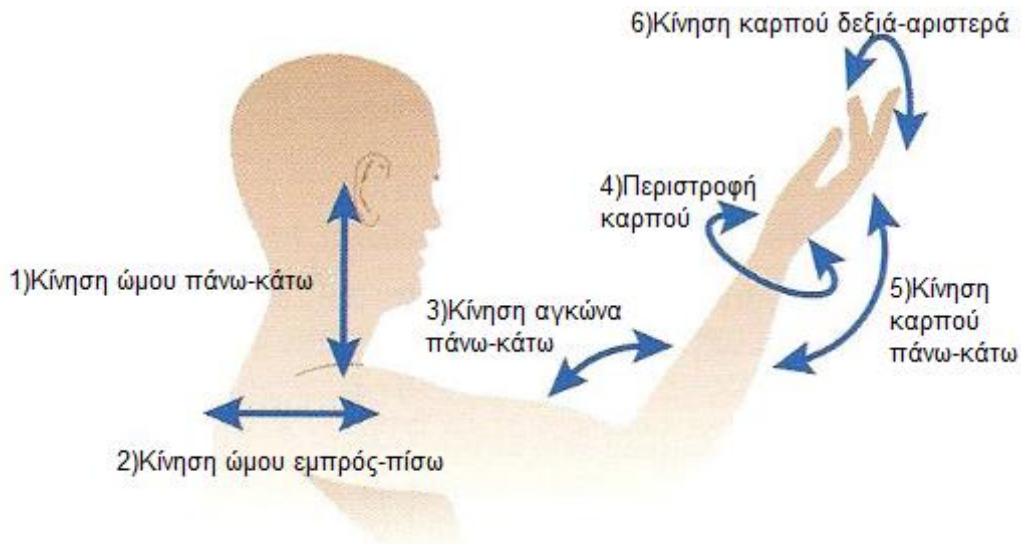 6)Κίνηση καρπού δεξιά-αριστερά
4)Περιστροφή
καρπού
1)Κίνηση ώμου πάνω-κάτω
3)Κίνηση αγκώνα
πάνω-κάτω
5)Κίνηση
καρπού
πάνω-κάτω
2)Κίνηση ώμου εμπρός-πίσω